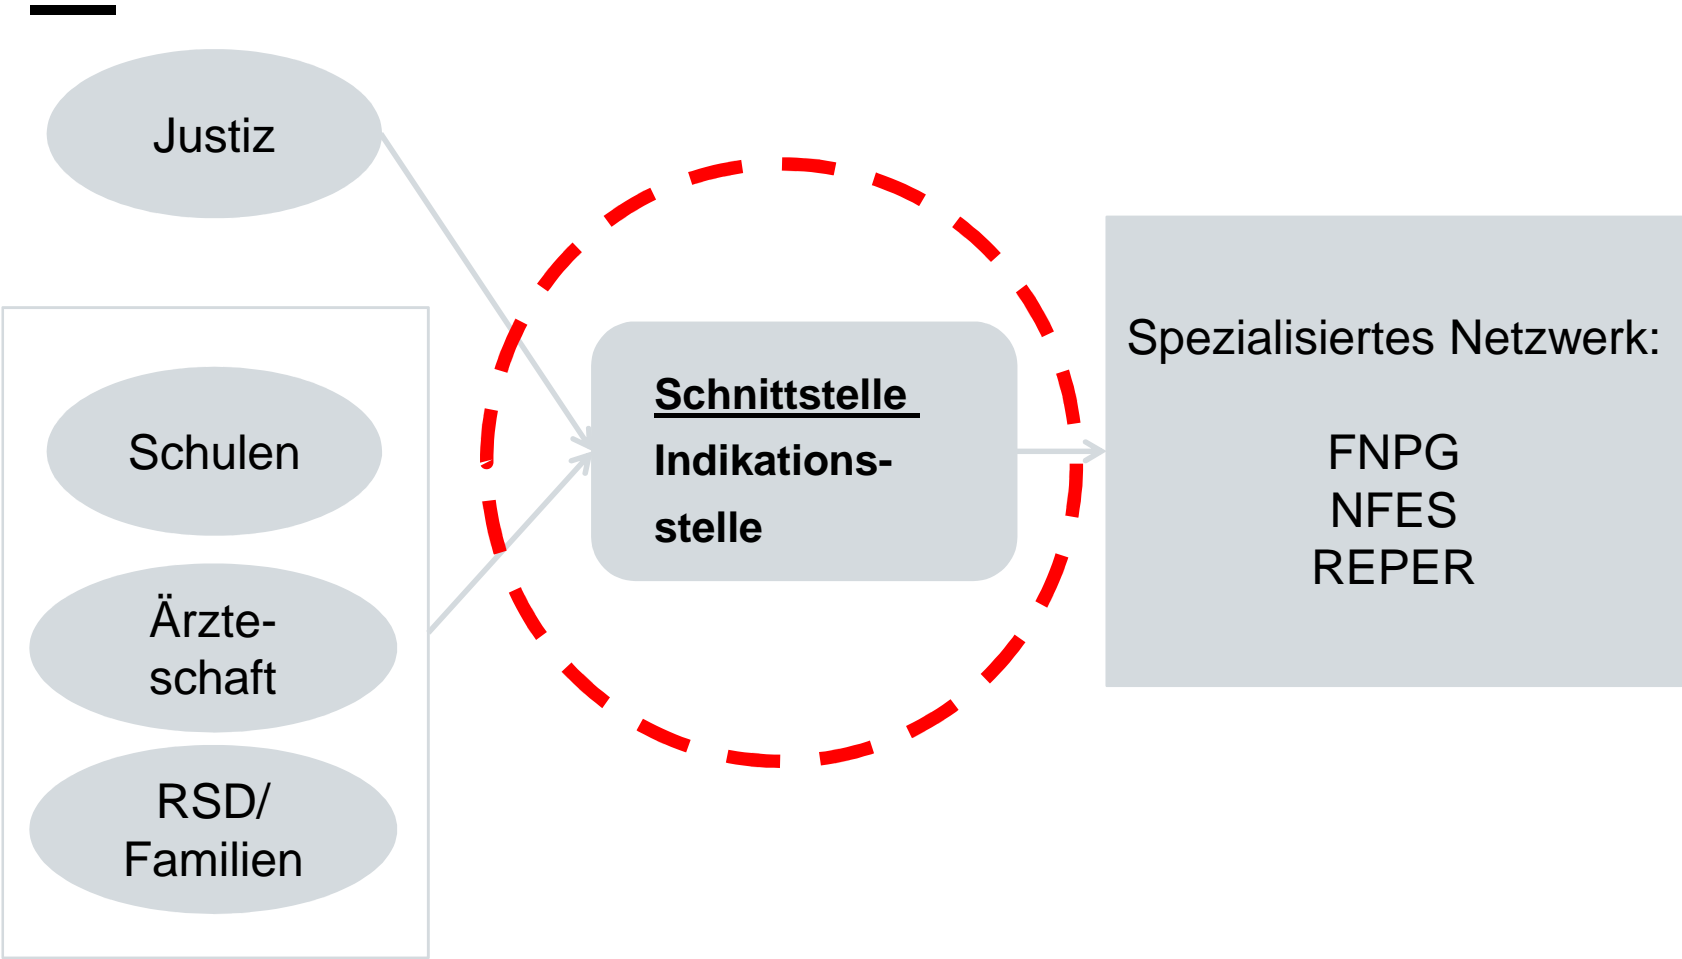 Justiz
Schulen
Ärzte-
schaft
RSD/
Familien
Schnittstelle
Indikations-
stelle
Spezialisiertes Netzwerk:
FNPG
NFES
REPER